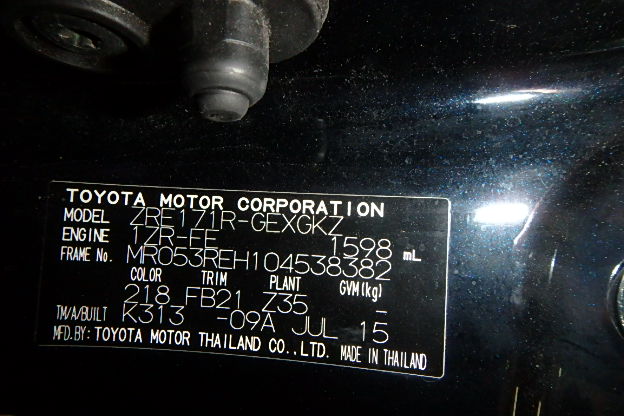 TOYOTA MOTOR CORPORATION
MODEL ZRE171R-GEXGKZ
ENGINE 1ZR-FE 1598 mL
FRAME No. MR053REH104538382
COLOR TRIM PLANT GVM(kg)
218 FB21 Z35 -
TM/A/BUILT K313 -09A JUL 15
MFD.BY: TOYOTA MOTOR THAILAND CO.,LTD. MADE IN THAILAND